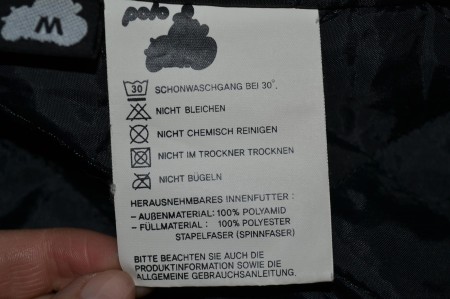 M
polo
30 SCHONWASCHGANG BEI 30°.
NICHT BLEICHEN
NICHT CHEMISCH REINIGEN
NICHT IM TROCKNER TROCKNEN
NICHT BÜGELN
HERAUSNEHMBARES INNENFUTTER :
- AUßENMATERIAL: 100% POLYAMID
- FÜLLMATERIAL : 100% POLYESTER
STAPELFASER (SPINNFASER)
BITTE BEACHTEN SIE AUCH DIE
PRODUKTINFORMATION SOWIE DIE
ALLGEMEINE GEBRAUCHSANLEITUNG.